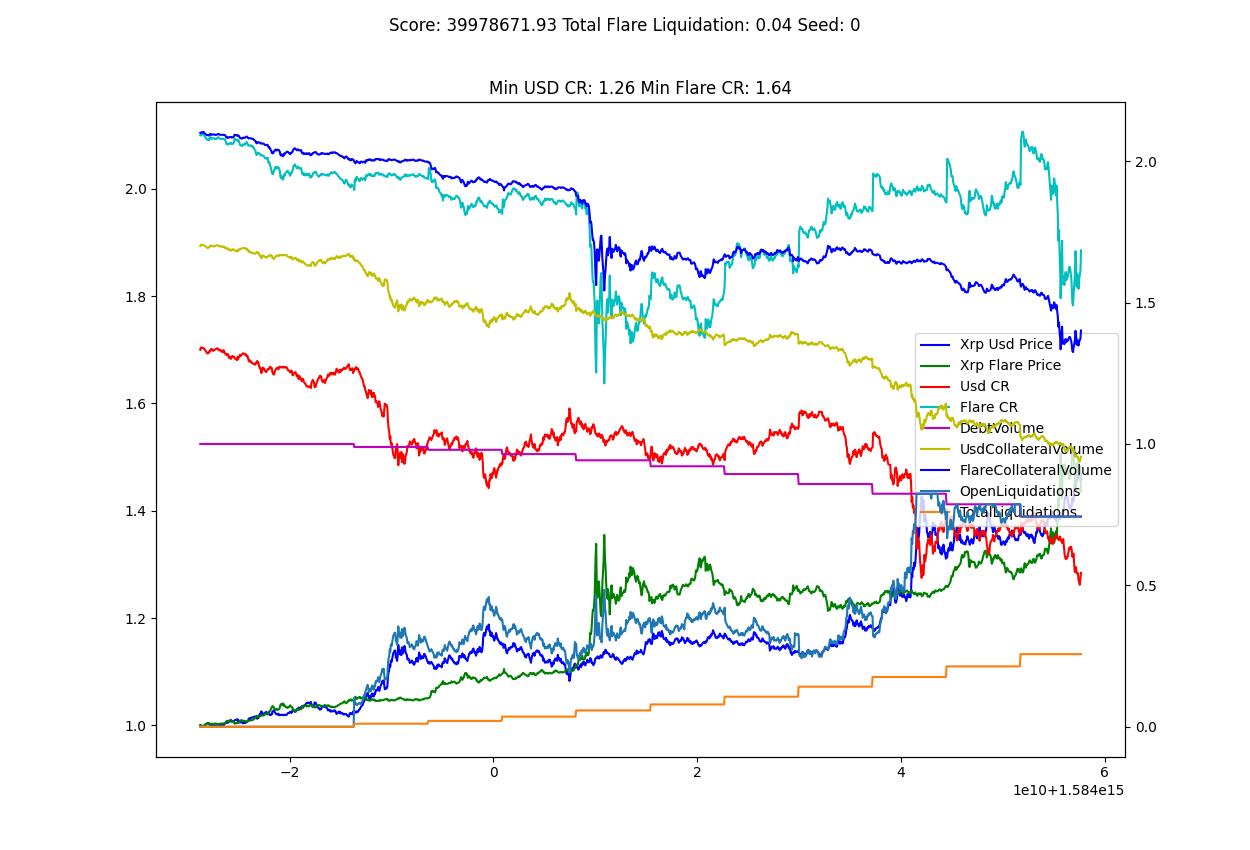 Score: 39978671.93 Total Flare Liquidation: 0.04 Seed: 0
Min USD CR: 1.26 Min Flare CR: 1.64
2.0
1.8
1.6
1.4
1.2
1.0
2.0
1.5
1.0
0.5
0.0
Xrp Usd Price
Xrp Flare Price
Usd CR
Flare CR
DebtVolume
UsdCollateralVolume
FlareCollateralVolume
OpenLiquidations
TotalLiquidations
−2
0
2
4
6
1e10+1.584e15